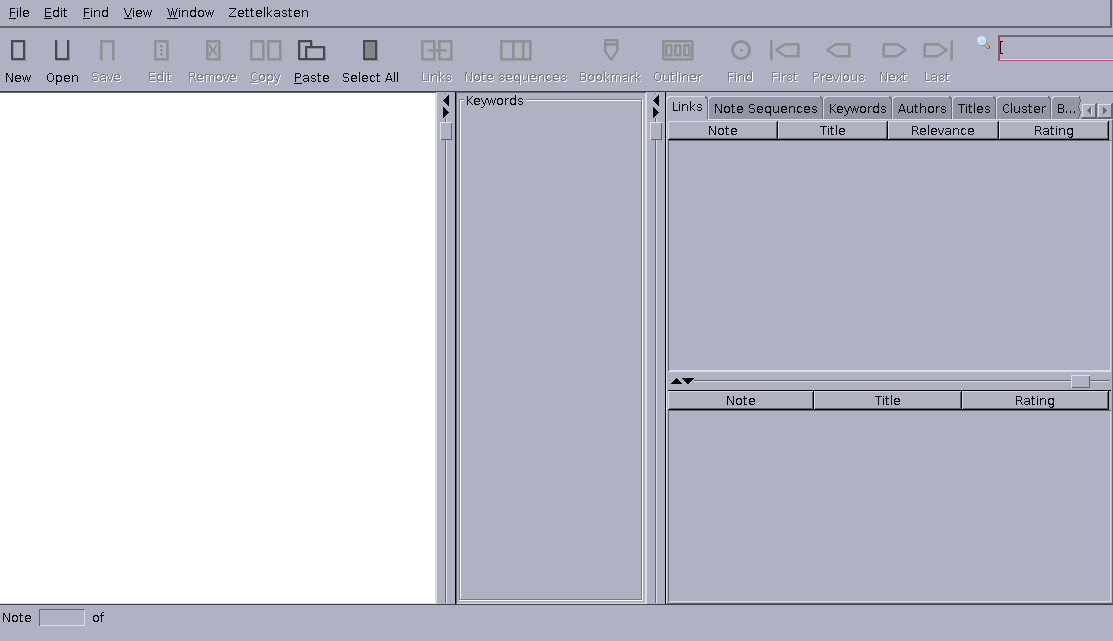 File Edit Find View Window Zettelkasten
New Open Save Edit Remove Copy Paste Select All Links Note sequences Bookmark Outliner Find First Previous Next Last
Keywords
Links Note Sequences Keywords Authors Titles Cluster B...
Note Title Relevance Rating
Note Title Rating
Note of